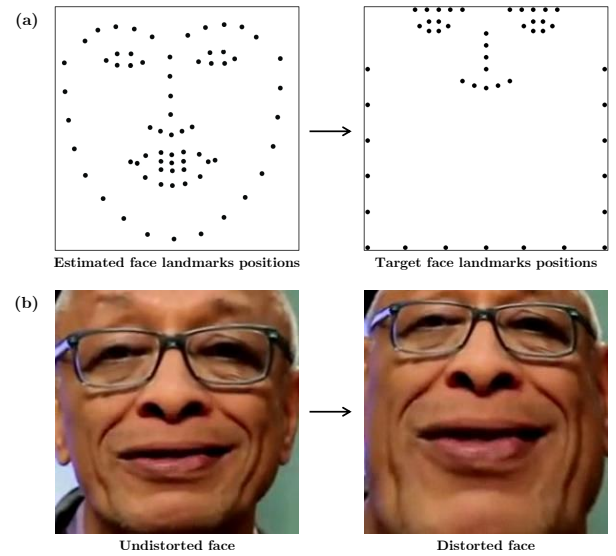 (a)
Estimated face landmarks positions
Target face landmarks positions
(b)
Undistorted face
Distorted face